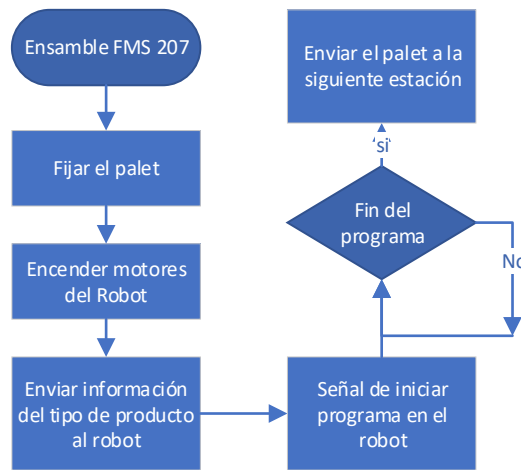 Ensamble FMS 207
Fijar el palet
Encender motores
del Robot
Enviar información
del tipo de producto
al robot
Señal de iniciar
programa en el
robot
Fin del
programa
No
si
Enviar el palet a la
siguiente estación